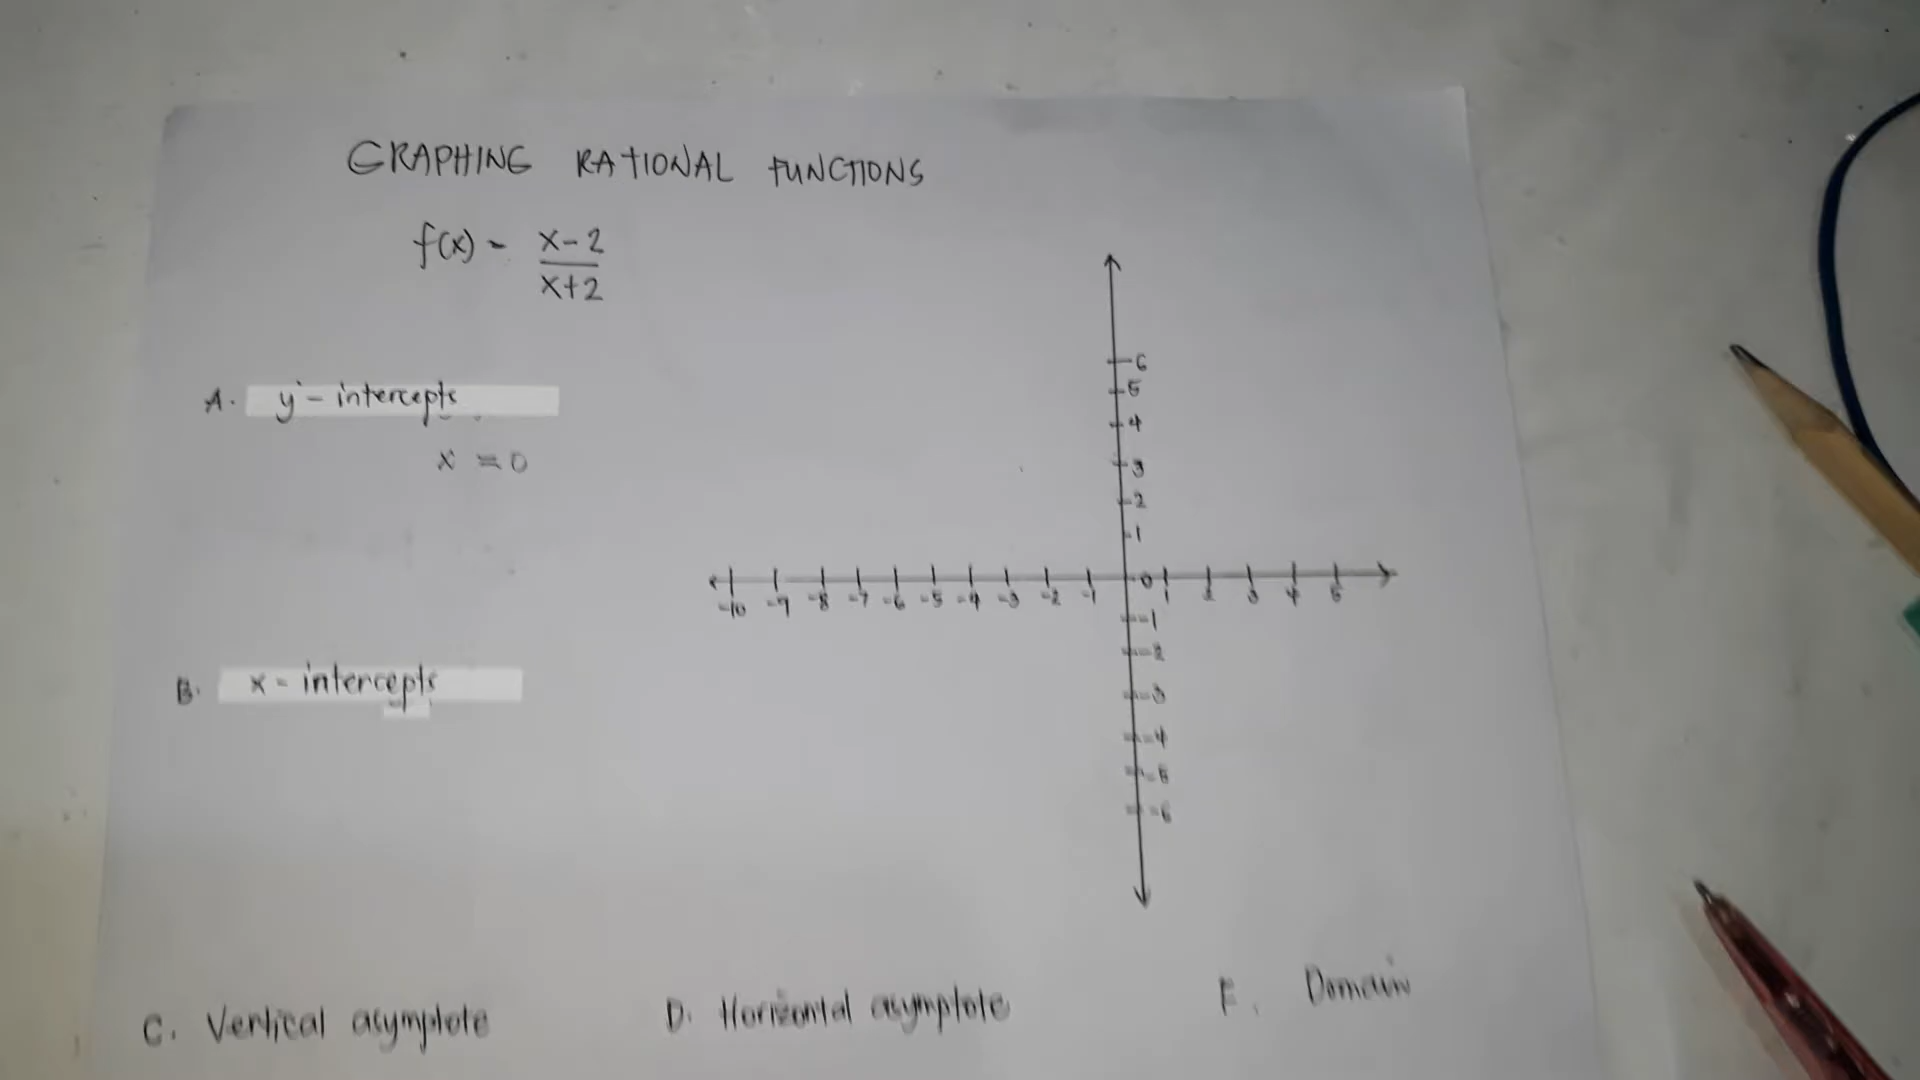 GRAPHING RATIONAL FUNCTIONS
f(x) - x-2
x+2
A. y - intercepts
x = 0
B. x - intercepts
6
5
4
3
2
1
-10 -9 -8 -7 -6 -5 -4 -3 -2 -1 0 1 2 3 4 5
-1
-2
-3
-4
-5
-6
C. Vertical asymptote
D. Horizontal asymptote
F. Domain